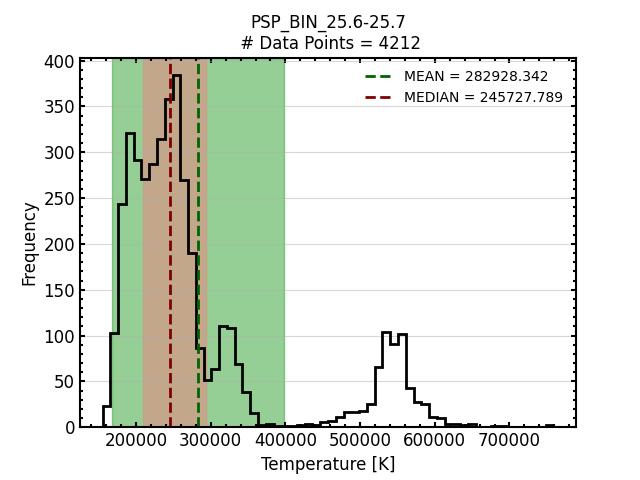 PSP_BIN_25.6-25.7
# Data Points = 4212
MEAN = 282928.342
MEDIAN = 245727.789
400
350
300
250
200
150
100
50
0
Frequency
200000 300000 400000 500000 600000 700000
Temperature [K]